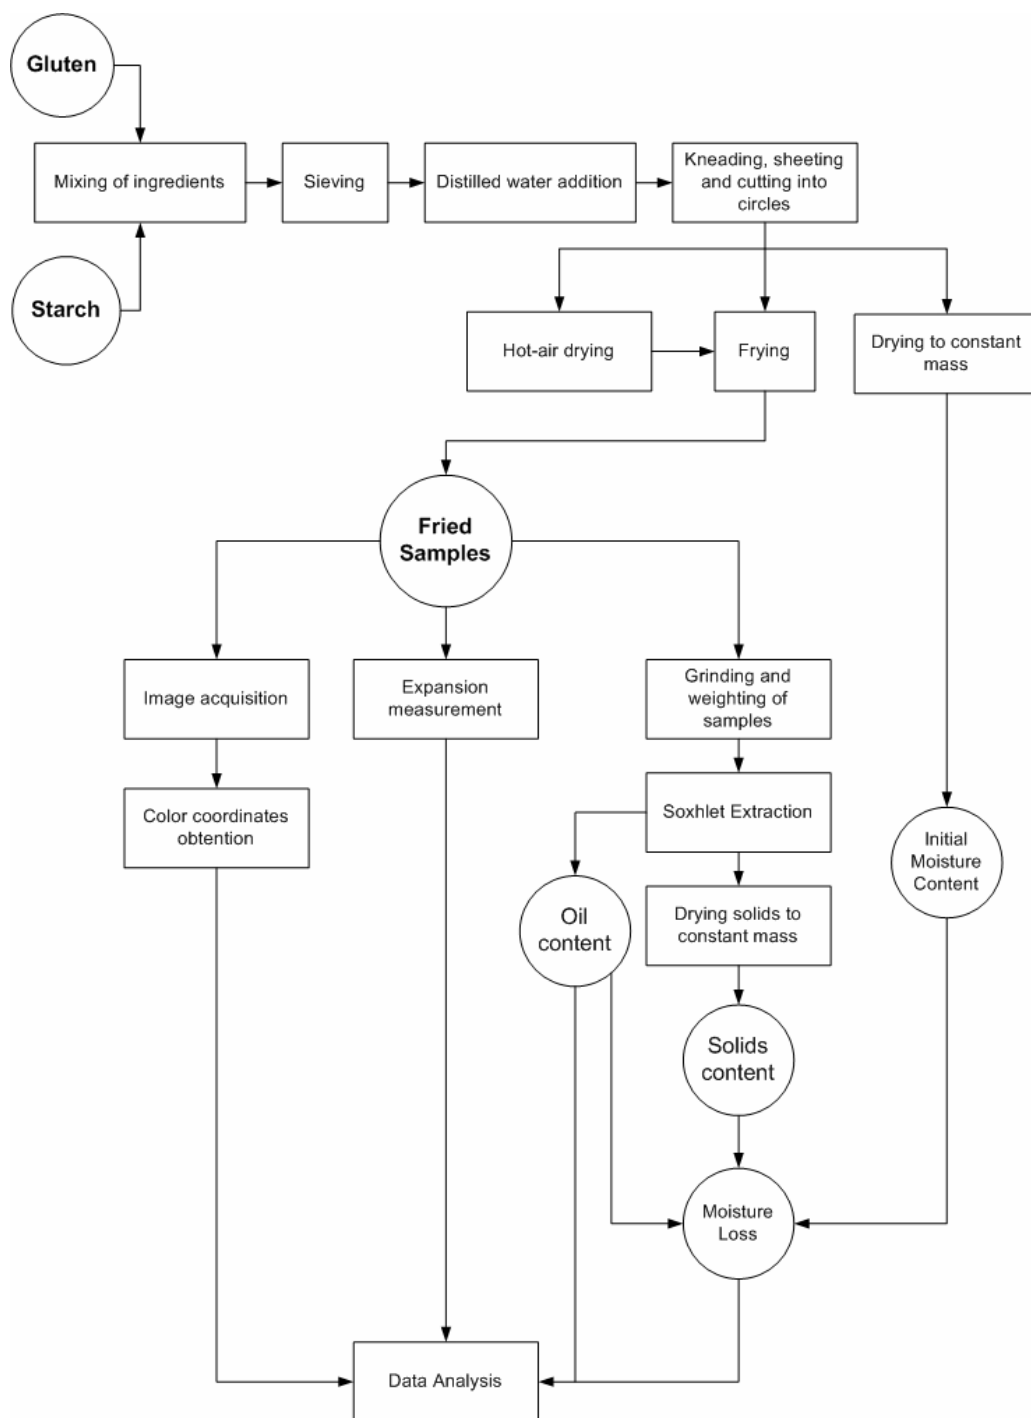 Gluten
Mixing of ingredients
Sieving
Distilled water addition
Kneading, sheeting
and cutting into
circles
Starch
Hot-air drying
Frying
Drying to constant
mass
Fried
Samples
Image acquisition
Expansion
measurement
Grinding and
weighting of
samples
Color coordinates
obtention
Soxhlet Extraction
Initial
Moisture
Content
Oil
content
Drying solids to
constant mass
Solids
content
Moisture
Loss
Data Analysis